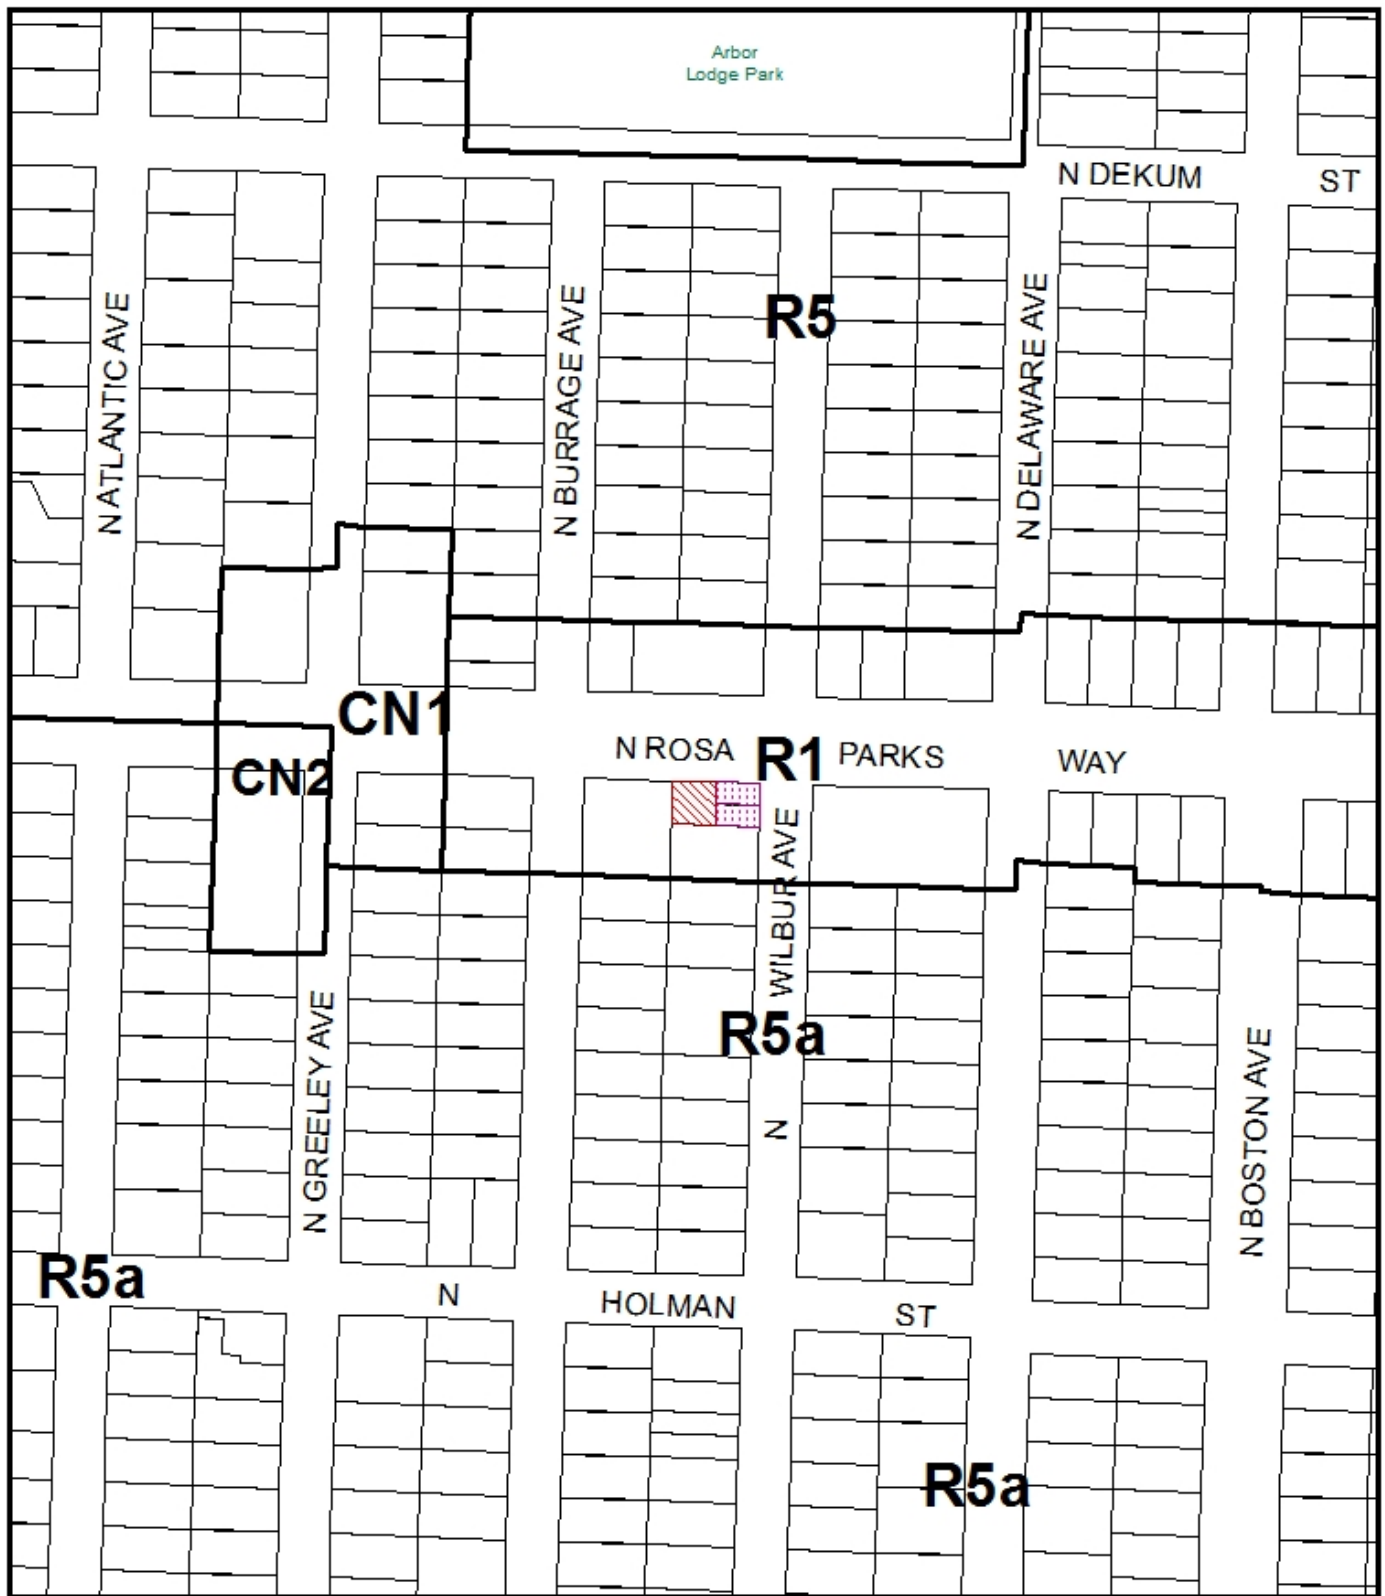 Arbor
Lodge Park
N DEKUM ST
N ATLANTIC AVE
N BURRAGE AVE
R5
N DELAWARE AVE
CN1
CN2
N ROSA R1 PARKS WAY
N WILBUR AVE
R5a
N GREELEY AVE
N BOSTON AVE
R5a
N HOLMAN ST
R5a